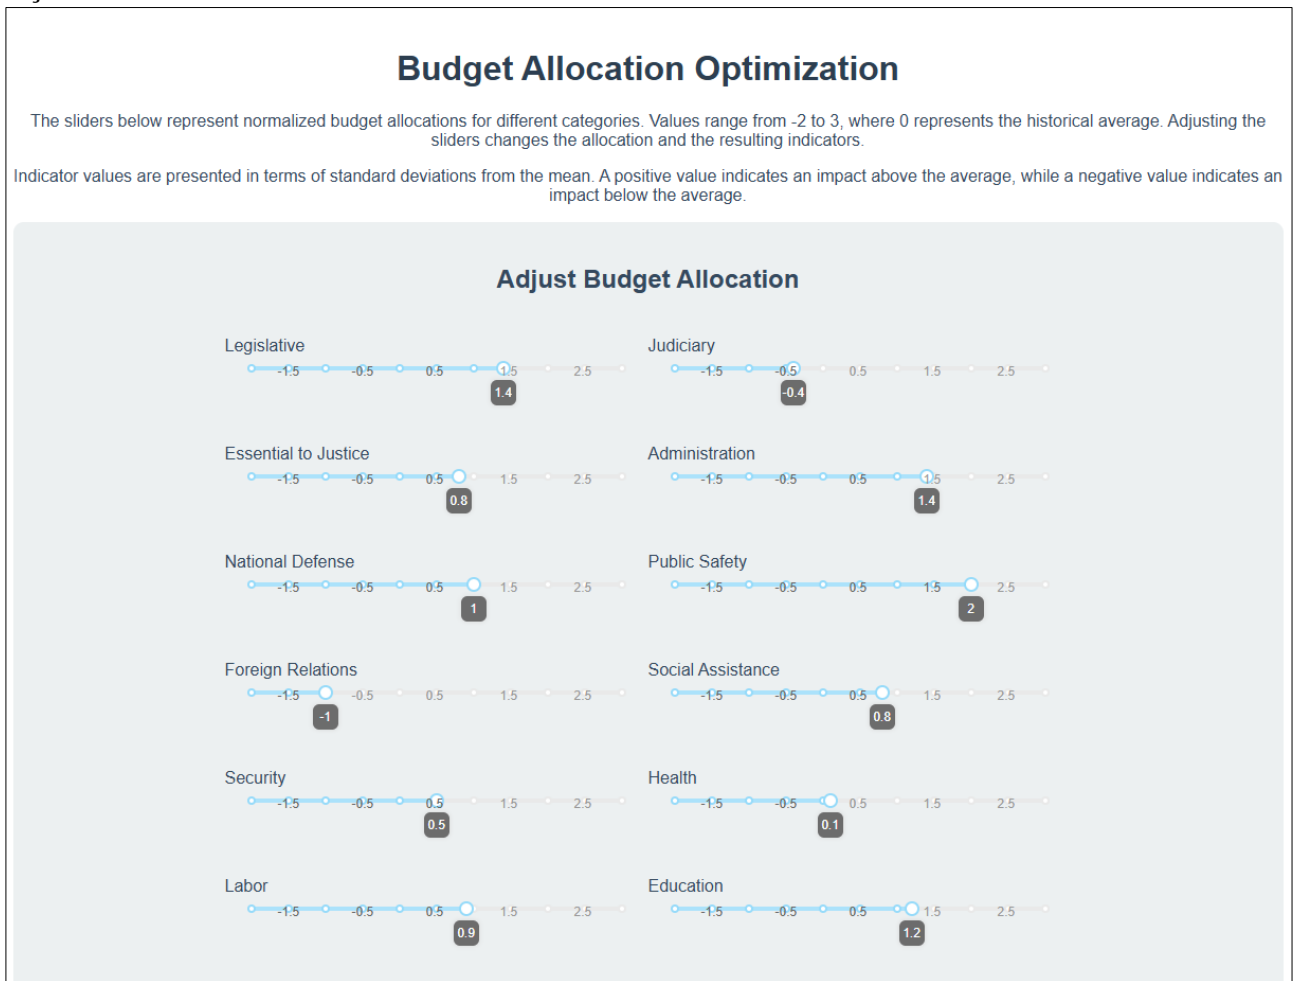 Budget Allocation Optimization
The sliders below represent normalized budget allocations for different categories. Values range from -2 to 3, where 0 represents the historical average. Adjusting the
sliders changes the allocation and the resulting indicators.
Indicator values are presented in terms of standard deviations from the mean. A positive value indicates an impact above the average, while a negative value indicates an
impact below the average.
Adjust Budget Allocation
Legislative
-1.5 -0.5 0.5 1.5 2.5
1.4
Judiciary
-1.5 -0.5 0.5 1.5 2.5
-0.4
Essential to Justice
-1.5 -0.5 0.5 1.5 2.5
0.8
Administration
-1.5 -0.5 0.5 1.5 2.5
1.4
National Defense
-1.5 -0.5 0.5 1.5 2.5
1
Public Safety
-1.5 -0.5 0.5 1.5 2.5
2
Foreign Relations
-1.5 -0.5 0.5 1.5 2.5
-1
Social Assistance
-1.5 -0.5 0.5 1.5 2.5
0.8
Security
-1.5 -0.5 0.5 1.5 2.5
0.5
Health
-1.5 -0.5 0.5 1.5 2.5
0.1
Labor
-1.5 -0.5 0.5 1.5 2.5
0.9
Education
-1.5 -0.5 0.5 1.5 2.5
1.2